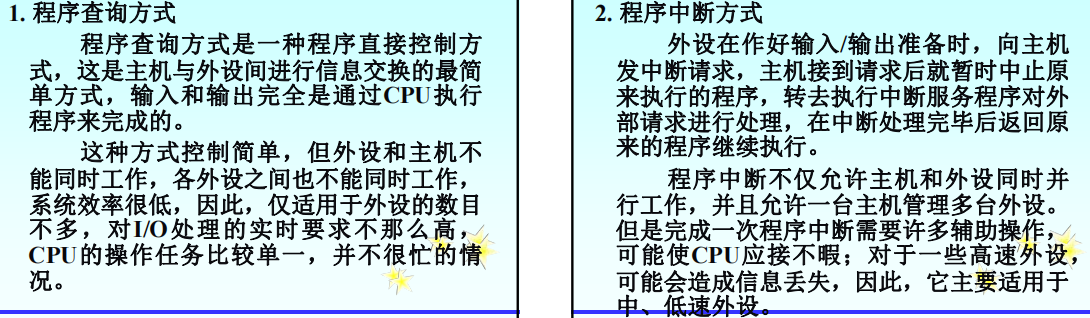 1. 程序查询方式
程序查询方式是一种程序直接控制方
式，这是主机与外设间进行信息交换的最简
单方式，输入和输出完全是通过CPU执行
程序来完成的。
这种方式控制简单，但外设和主机不
能同时工作，各外设之间也不能同时工作，
系统效率很低，因此，仅适用于外设的数目
不多，对I/O处理的实时要求不那么高，
CPU的操作任务比较单一，并不很忙的情
况。
2. 程序中断方式
外设在作好输入/输出准备时，向主机
发中断请求，主机接到请求后就暂时中止原
来执行的程序，转去执行中断服务程序对外
部请求进行处理，在中断处理完毕后返回原
来的程序继续执行。
程序中断不仅允许主机和外设同时并
行工作，并且允许一台主机管理多台外设。
但是完成一次程序中断需要许多辅助操作，
可能使CPU应接不暇；对于一些高速外设，
可能会造成信息丢失，因此，它主要适用于
中、低速外设。